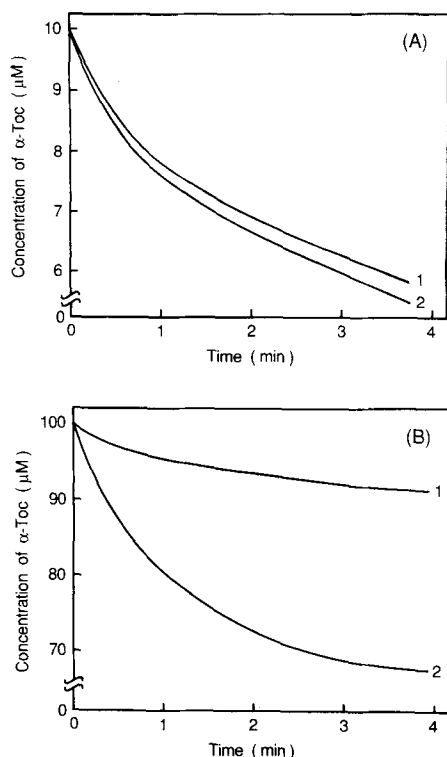 (A)
Concentration of α-Toc (μM)
10
9
8
7
6
0
1
2
0 1 2 3 4
Time (min)
(B)
Concentration of α-Toc (μM)
100
90
80
70
0
1
2
0 1 2 3 4
Time (min)